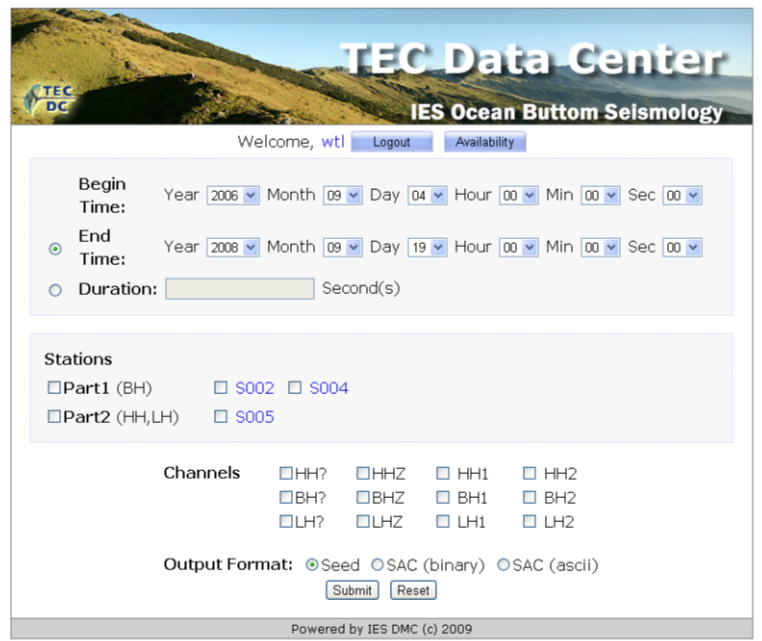 TEC Data Center
TEC
DC
IES Ocean Buttom Seismology
Welcome, wtl Logout Availability
Begin Time: Year 2006 Month 09 Day 04 Hour 00 Min 00 Sec 00
End Time: Year 2008 Month 09 Day 19 Hour 00 Min 00 Sec 00
Duration: Second(s)
Stations
Part1 (BH) S002 S004
Part2 (HH,LH) S005
Channels HH? HHZ HH1 HH2
BH? BHZ BH1 BH2
LH? LHZ LH1 LH2
Output Format: Seed SAC (binary) SAC (ascii)
Submit Reset
Powered by IES DMC (c) 2009